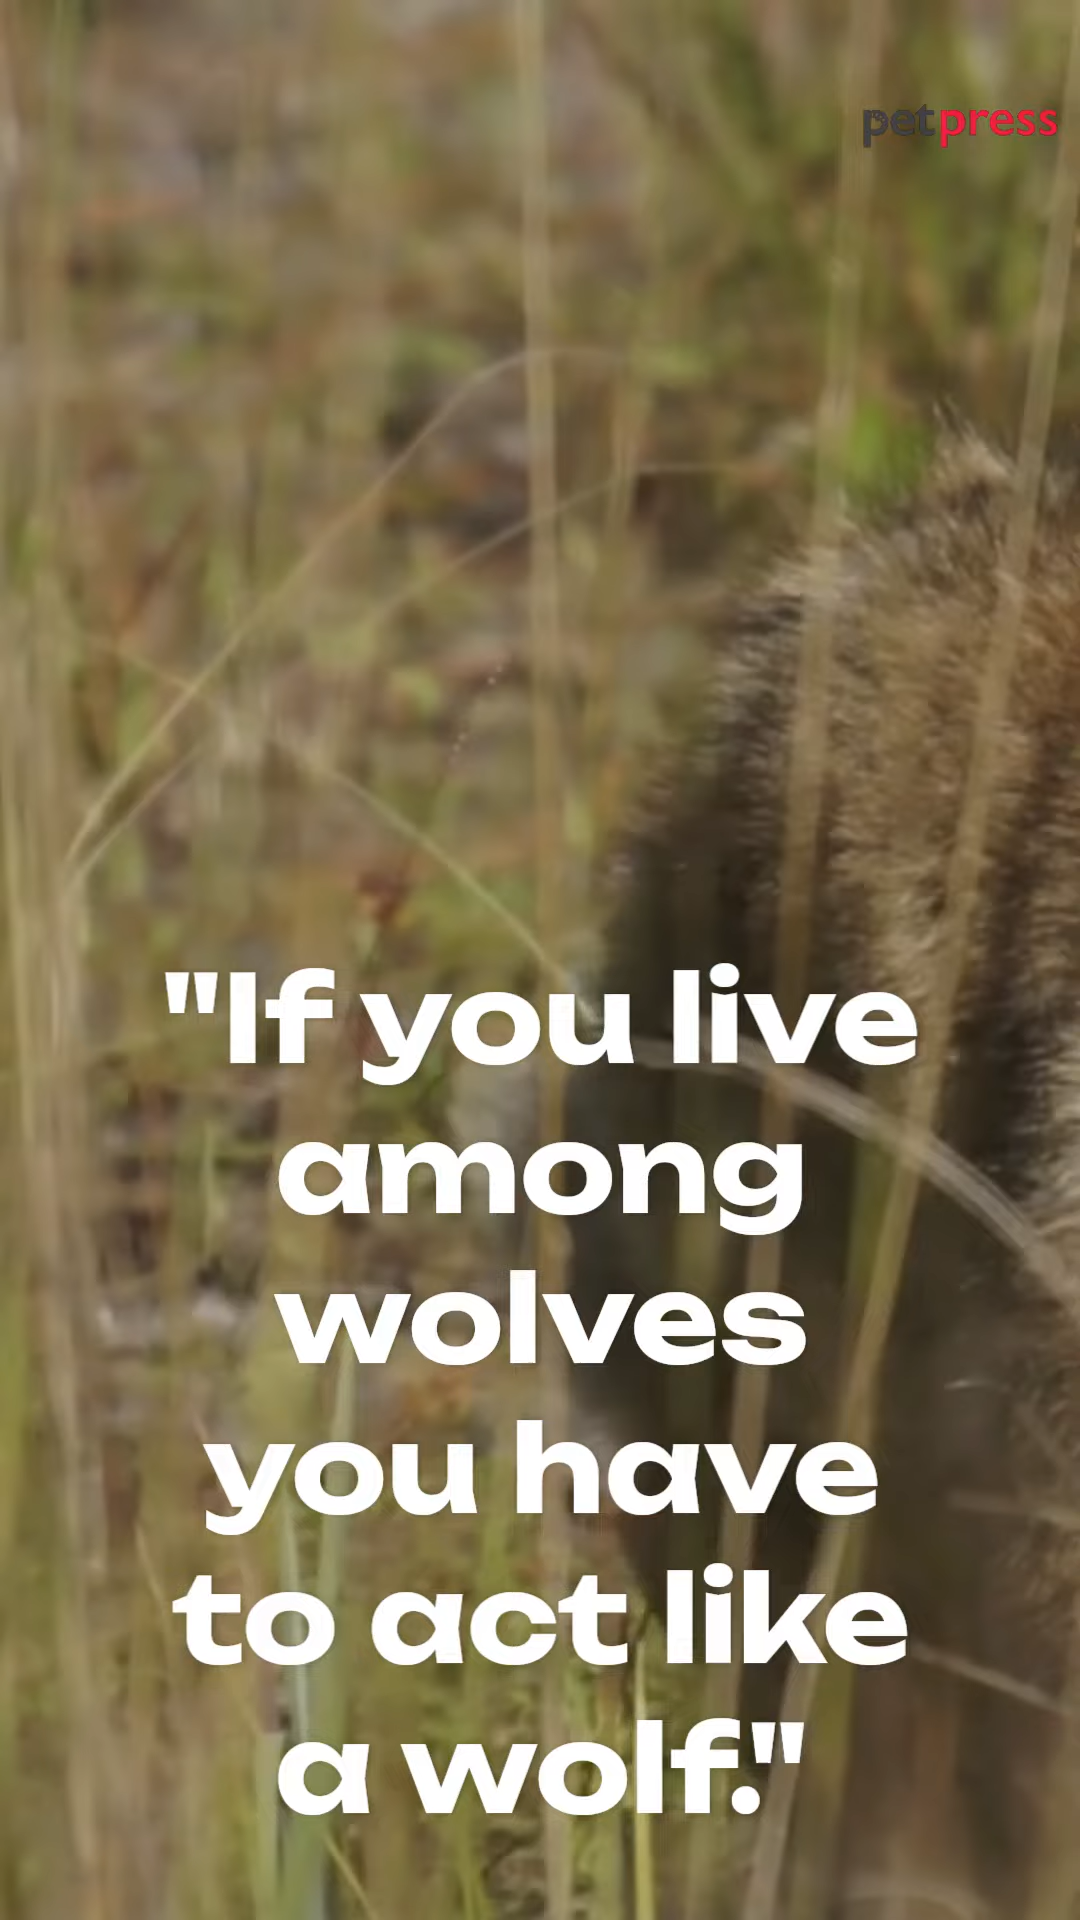 petpress
"If you live
among
wolves
you have
to act like
a wolf."